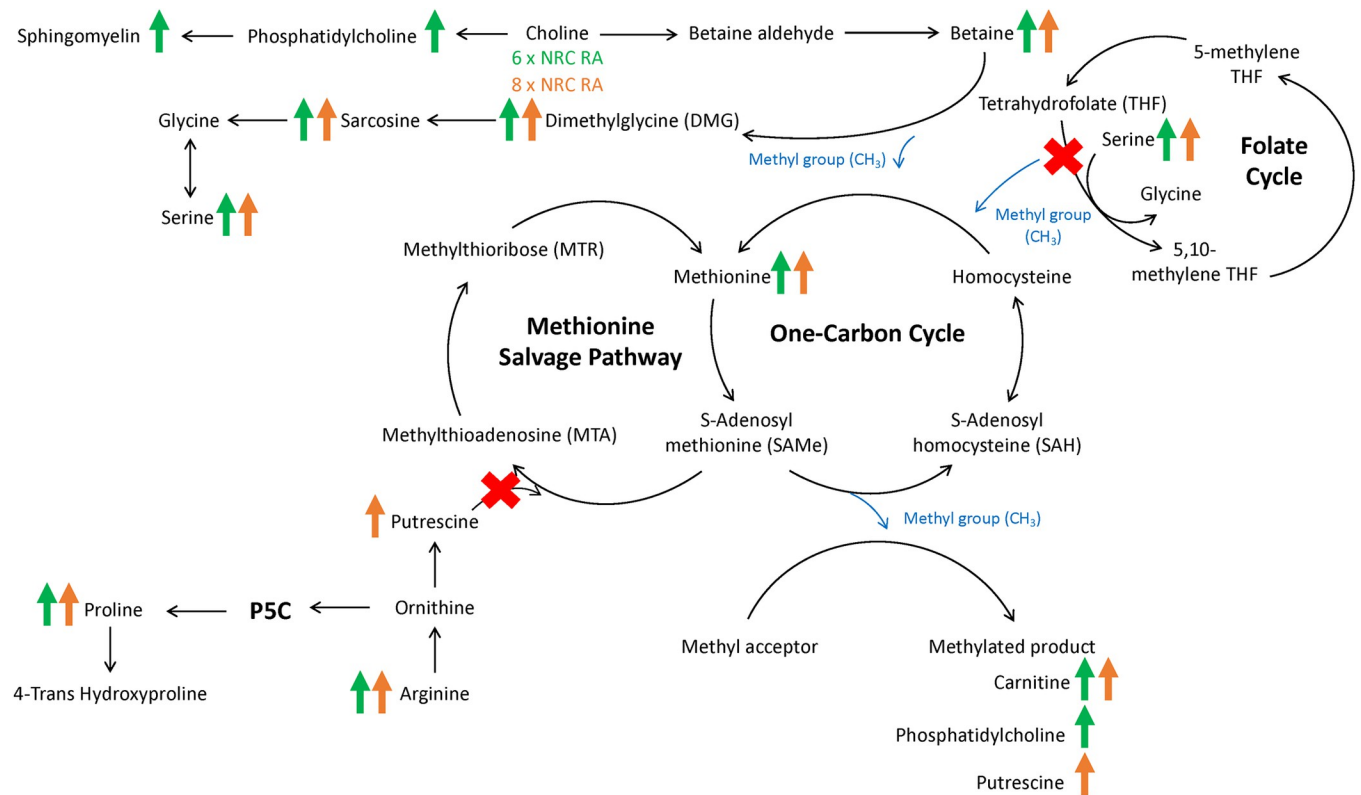 Sphingomyelin
Phosphatidylcholine
Choline
6 x NRC RA
8 x NRC RA
Betaine aldehyde
Betaine
5-methylene
THF
Tetrahydrofolate (THF)
Serine
Folate
Cycle
Glycine
5,10-
methylene THF
Methyl group
(CH₃)
Glycine
Sarcosine
Dimethylglycine (DMG)
Methyl group (CH₃)
Serine
Methylthioribose (MTR)
Methionine
Homocysteine
Methionine
Salvage Pathway
One-Carbon Cycle
Methylthioadenosine (MTA)
S-Adenosyl
methionine (SAMe)
S-Adenosyl
homocysteine (SAH)
Putrescine
Methyl group (CH₃)
Proline
P5C
Ornithine
4-Trans Hydroxyproline
Arginine
Methyl acceptor
Methylated product
Carnitine
Phosphatidylcholine
Putrescine